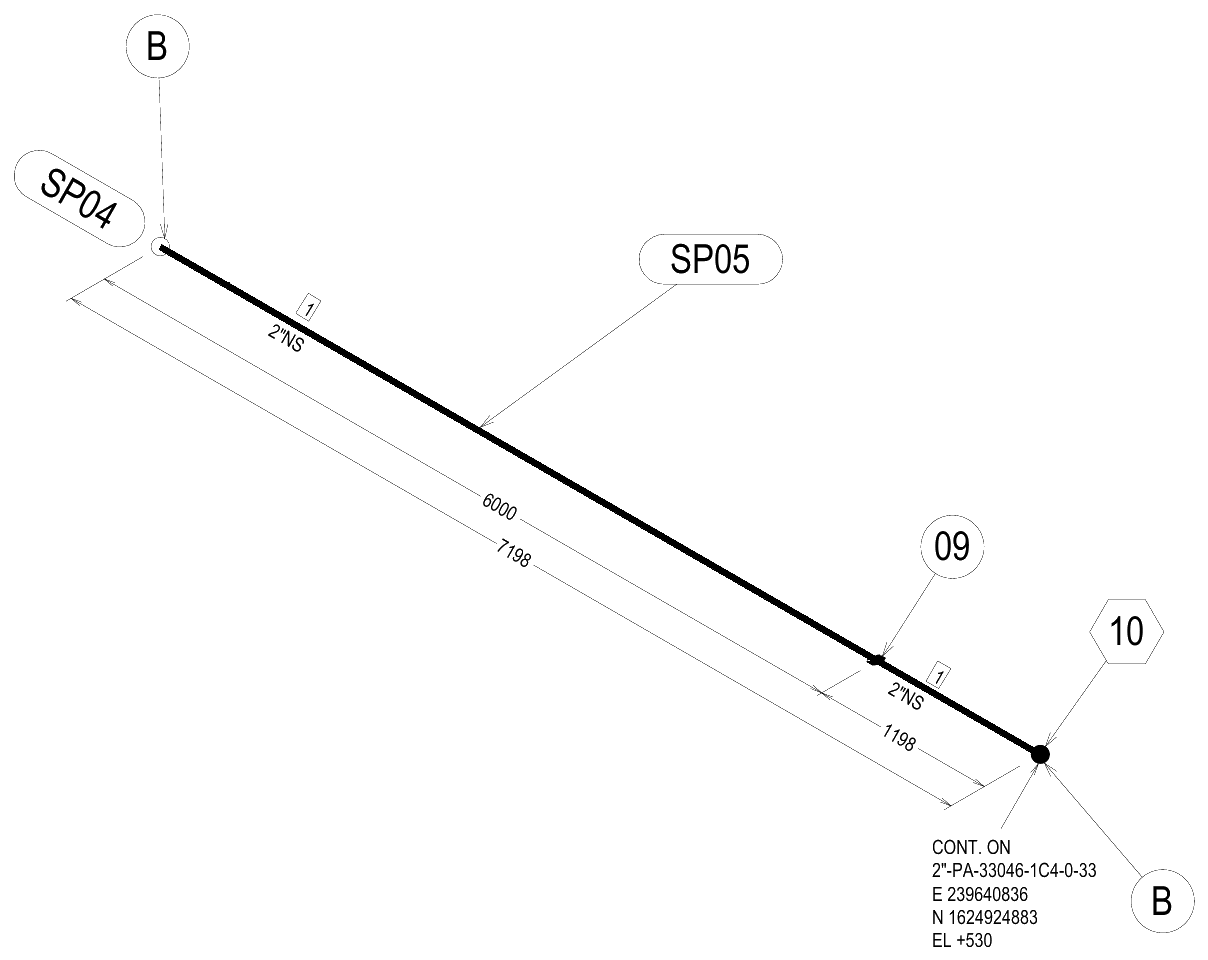 B
SP04
SP05
1
2"NS
6000
7198
09
10
1
2"NS
1198
CONT. ON
2"-PA-33046-1C4-0-33
E 239640836
N 1624924883
EL +530
B